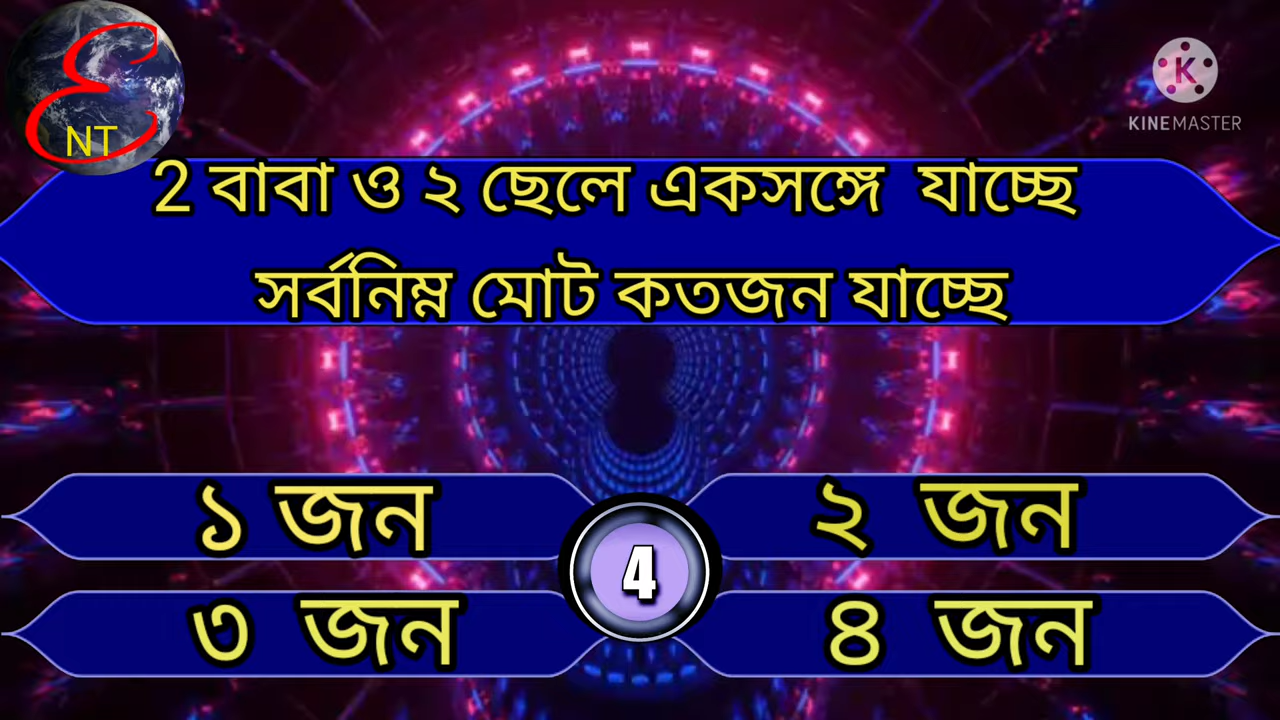 ε
NT
KINEMASTER
2 বাবা ও ২ ছেলে একসঙ্গে যাচ্ছে
সর্বনিম্ন মোট কতজন যাচ্ছে
১ জন
২ জন
4
৩ জন
৪ জন